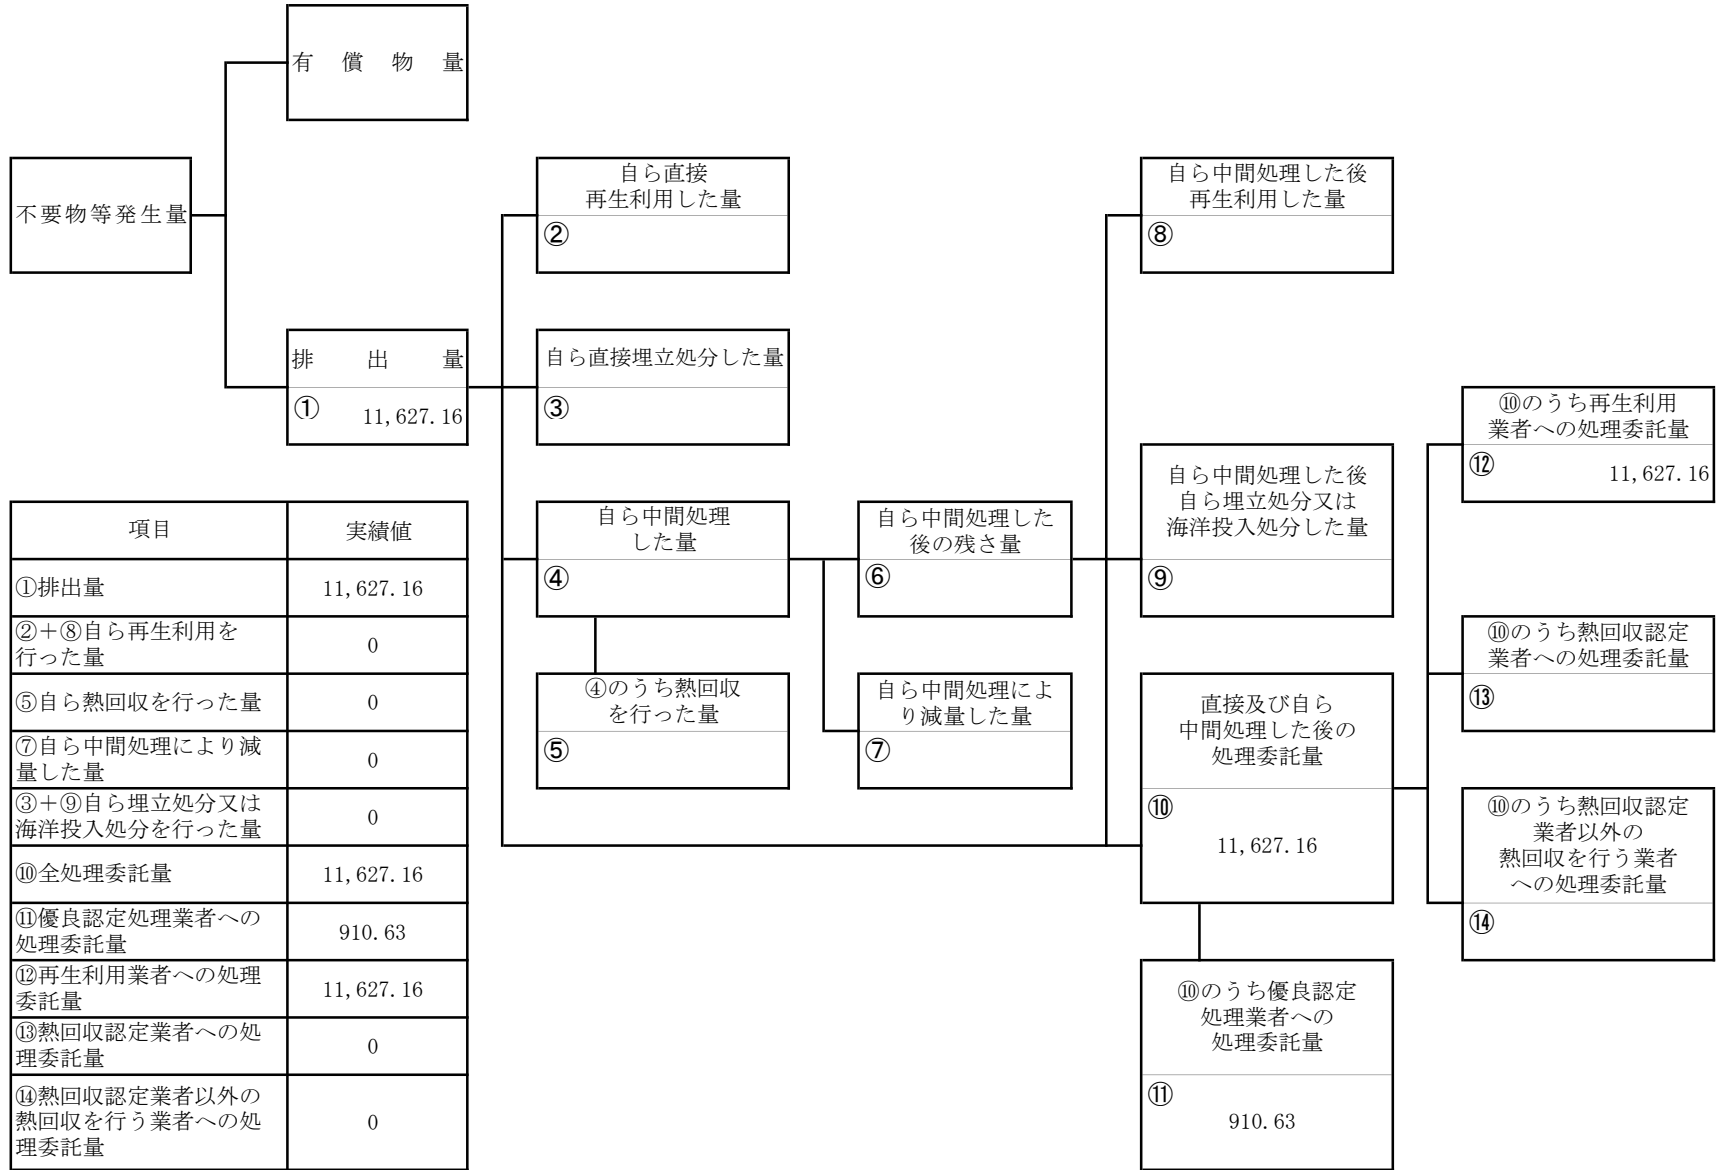 有償物量
不要物等発生量
自ら直接
再生利用した量
②
自ら中間処理した後
再生利用した量
⑧
排出量
① 11,627.16
自ら直接埋立処分した量
③
⑩のうち再生利用
業者への処理委託量
⑫ 11,627.16
自ら中間処理した後
自ら埋立処分又は
海洋投入処分した量
⑨
自ら中間処理
した量
④
自ら中間処理した
後の残さ量
⑥
⑩のうち熱回収認定
業者への処理委託量
⑬
④のうち熱回収
を行った量
⑤
自ら中間処理によ
り減量した量
⑦
直接及び自ら
中間処理した後の
処理委託量
⑩
11,627.16
⑩のうち熱回収認定
業者以外の
熱回収を行う業者
への処理委託量
⑭
⑩のうち優良認定
処理業者への
処理委託量
⑪
910.63
項目 実績値
①排出量 11,627.16
②＋⑧自ら再生利用を
行った量 0
⑤自ら熱回収を行った量 0
⑦自ら中間処理により減
量した量 0
③＋⑨自ら埋立処分又は
海洋投入処分を行った量 0
⑩全処理委託量 11,627.16
⑪優良認定処理業者への
処理委託量 910.63
⑫再生利用業者への処理
委託量 11,627.16
⑬熱回収認定業者への処
理委託量 0
⑭熱回収認定業者以外の
熱回収を行う業者への処
理委託量 0